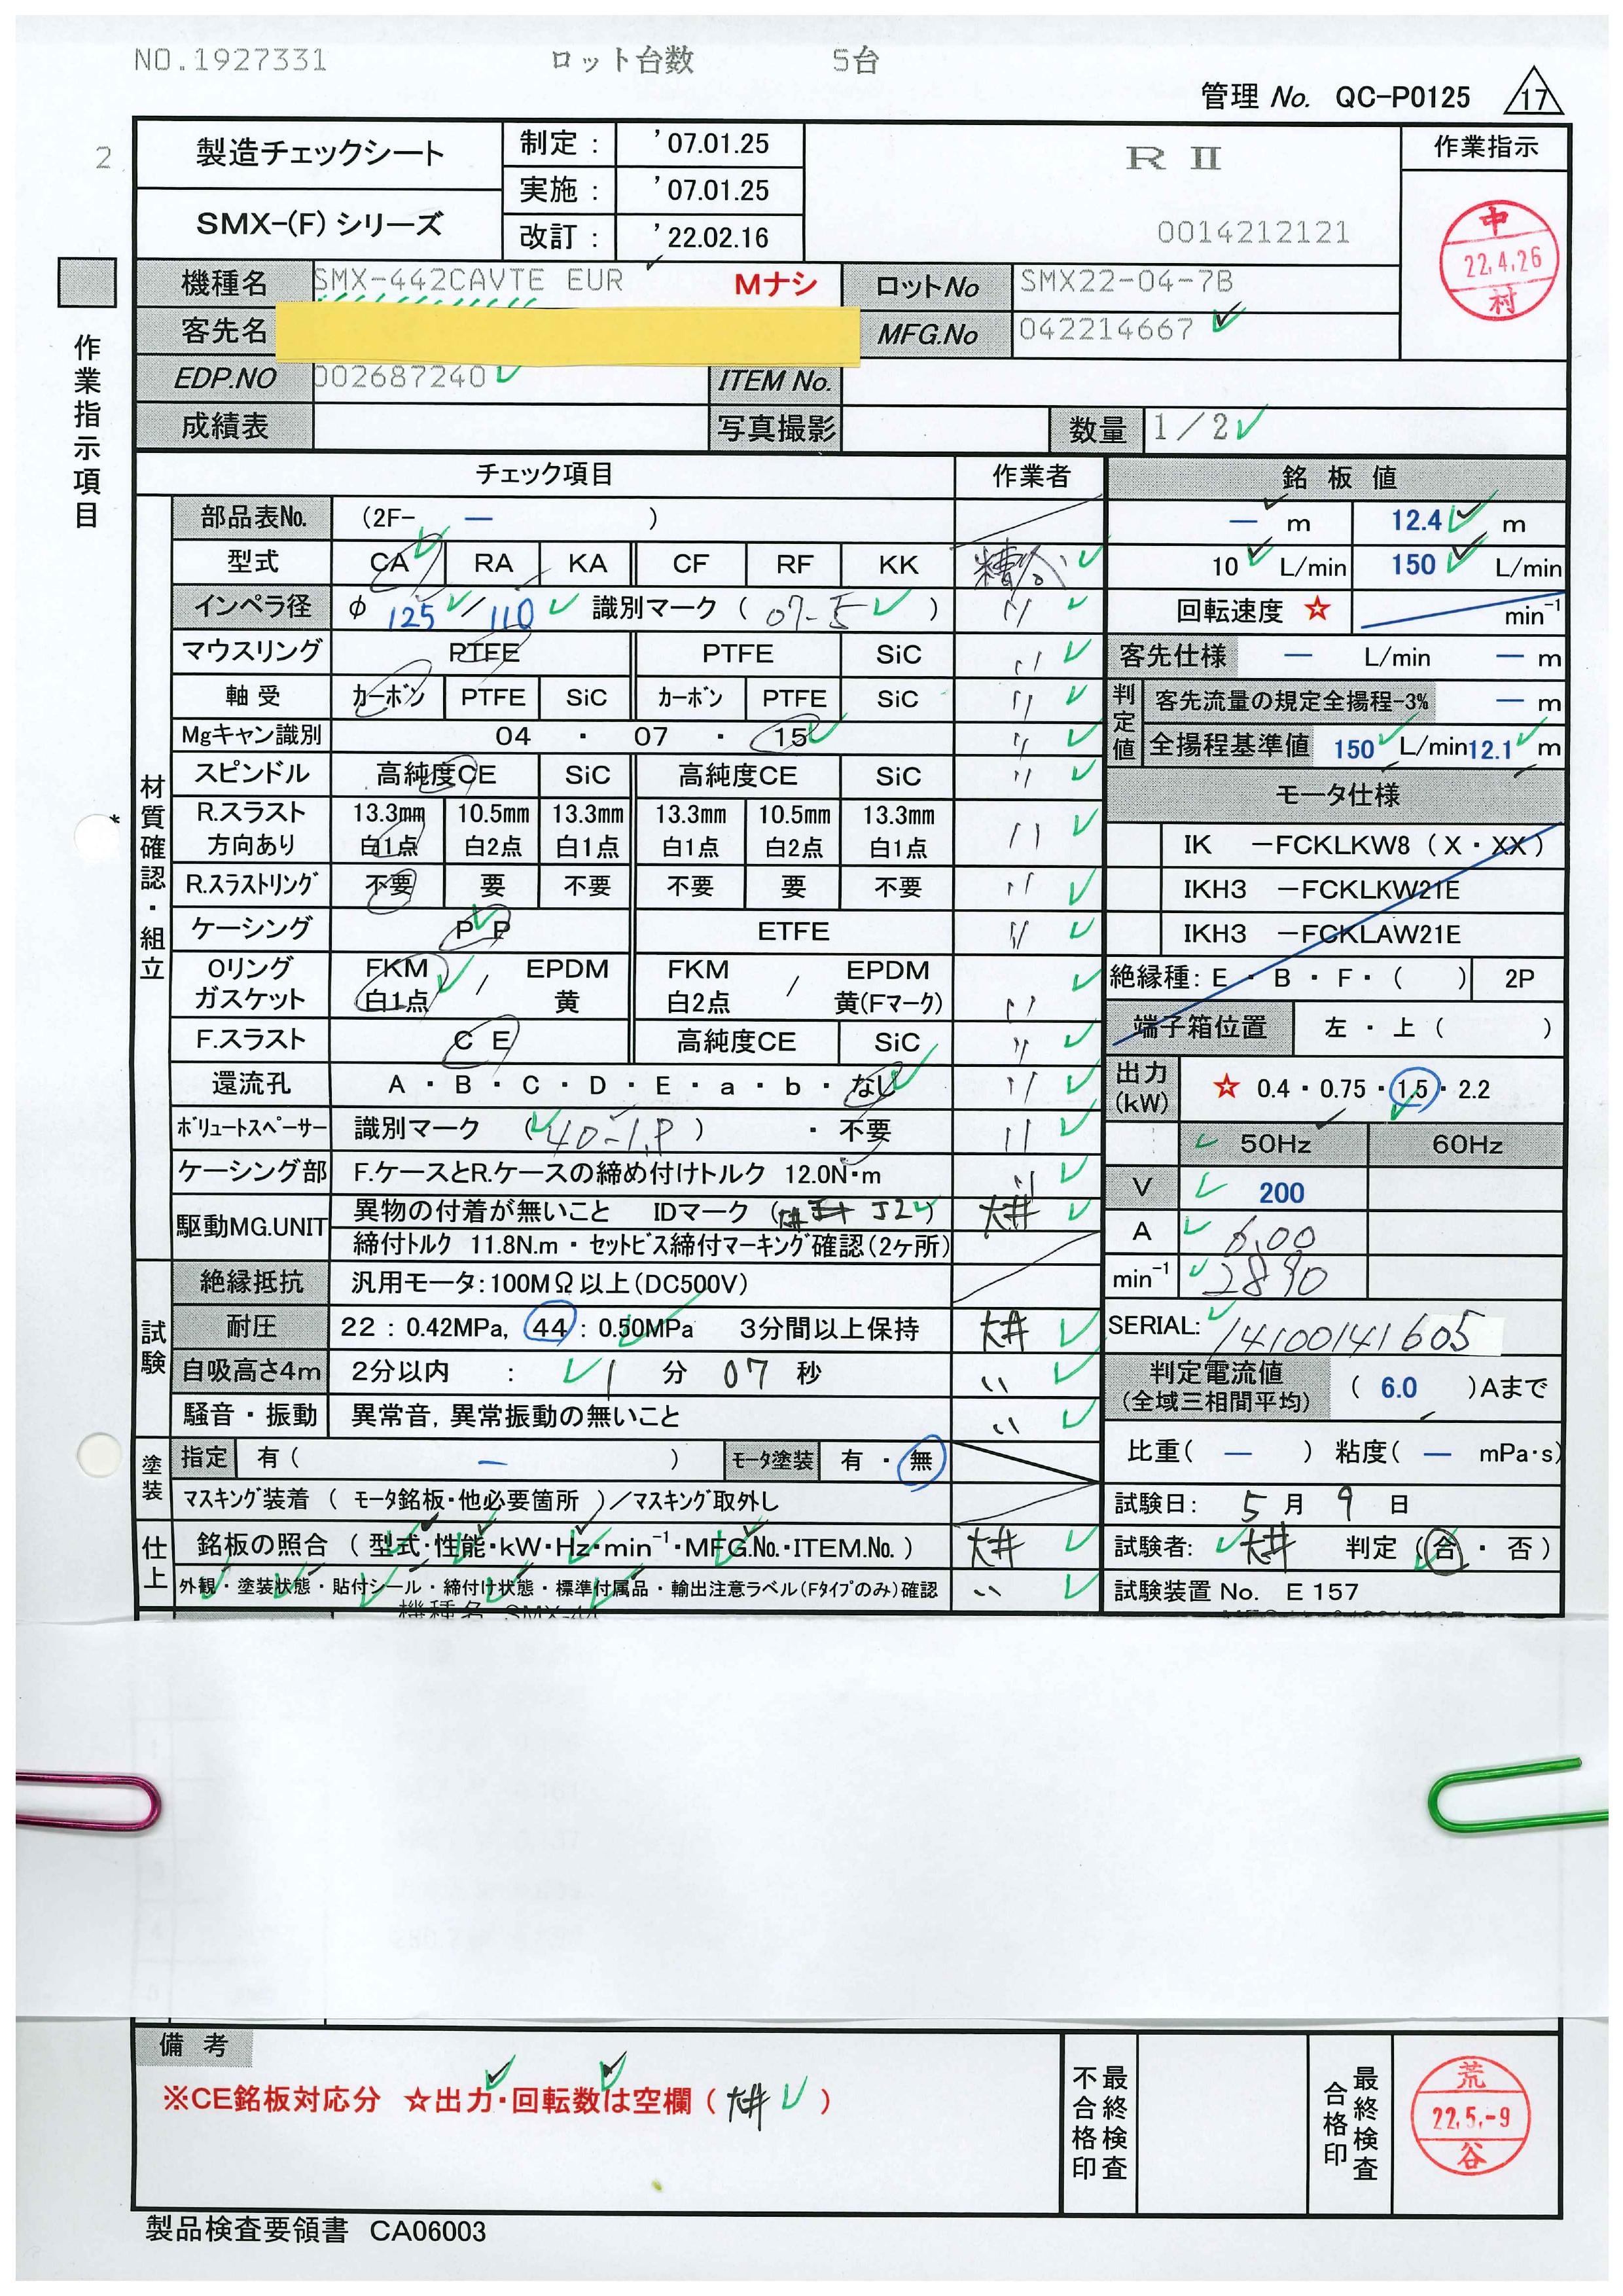 NO.1927331 ロット台数 5台
管理 No. QC-P0125 17
2
製造チェックシート
SMX-(F) シリーズ
制定 : '07.01.25
実施 : '07.01.25
改訂 : '22.02.16
R II
0014212121
作業指示
中
22.4.26
村
機種名 SMX-442CAVTE EUR Mナシ ロットNo SMX22-04-7B
客先名 MFG.No 042214667
EDP.NO 002687240 ITEM No.
成績表 写真撮影 数量 1/2
作業指示項目
チェック項目 作業者
材質確認・組立
部品表No. (2F- — )
型式 CA RA KA CF RF KK
インペラ径 φ 125 / 110 識別マーク ( 07-5 ) 〃
マウスリング PTFE PTFE SiC 〃
軸受 カーボン PTFE SiC カーボン PTFE SiC 〃
Mgキャン識別 04 ・ 07 ・ 15 〃
スピンドル 高純度CE SiC 高純度CE SiC 〃
R.スラスト 13.3mm 10.5mm 13.3mm 13.3mm 10.5mm 13.3mm
方向あり 白1点 白2点 白1点 白1点 白2点 白1点 〃
R.スラストリング 不要 要 不要 不要 要 不要 〃
ケーシング P P ETFE 〃
Oリング FKM / EPDM FKM / EPDM
ガスケット 白1点 黄 白2点 黄(Fマーク) 〃
F.スラスト C E 高純度CE SiC 〃
還流孔 A ・ B ・ C ・ D ・ E ・ a ・ b ・ なし 〃
ボリュートスペーサー 識別マーク ( 40-1.P ) ・ 不要 〃
ケーシング部 F.ケースとR.ケースの締め付けトルク 12.0N・m 〃
駆動MG.UNIT 異物の付着が無いこと IDマーク ( J2 ) 大井
締付トルク 11.8N.m ・ セットビス締付マーキング確認(2ヶ所)
試験
絶縁抵抗 汎用モータ:100MΩ以上(DC500V)
耐圧 22 : 0.42MPa, 44 : 0.50MPa 3分間以上保持 大井
自吸高さ4m 2分以内 : 1 分 07 秒 〃
騒音・振動 異常音, 異常振動の無いこと 〃
塗装
指定 有 ( — ) モータ塗装 有 ・ 無
マスキング装着 ( モータ銘板・他必要箇所 )/マスキング取外し
仕上
銘板の照合 ( 型式・性能・kW・Hz・min⁻¹・MFG.No.・ITEM.No. ) 大井
外観・塗装状態・貼付シール・締付け状態・標準付属品・輸出注意ラベル(Fタイプのみ)確認 〃
銘板値
— m 12.4 m
10 L/min 150 L/min
回転速度 ☆ min⁻¹
客先仕様 — L/min — m
判定値
客先流量の規定全揚程-3% — m
全揚程基準値 150 L/min 12.1 m
モータ仕様
IK -FCKLKW8 ( X・XX )
IKH3 -FCKLKW21E
IKH3 -FCKLAW21E
絶縁種: E ・ B ・ F ・ ( ) 2P
端子箱位置 左 ・ 上 ( )
出力(kW) ☆ 0.4 ・ 0.75 ・ 1.5 ・ 2.2
50Hz 60Hz
V 200
A 6.00
min⁻¹ 2890
SERIAL: 14100141605
判定電流値
(全域三相間平均) ( 6.0 )Aまで
比重( — ) 粘度( — mPa・s)
試験日: 5 月 9 日
試験者: 大井 判定 ( 合 ・ 否 )
試験装置 No. E 157
備考
※CE銘板対応分 ☆出力・回転数は空欄 ( 大井 )
最終検査不合格印
最終検査合格印
荒
22.5.-9
谷
製品検査要領書 CA06003